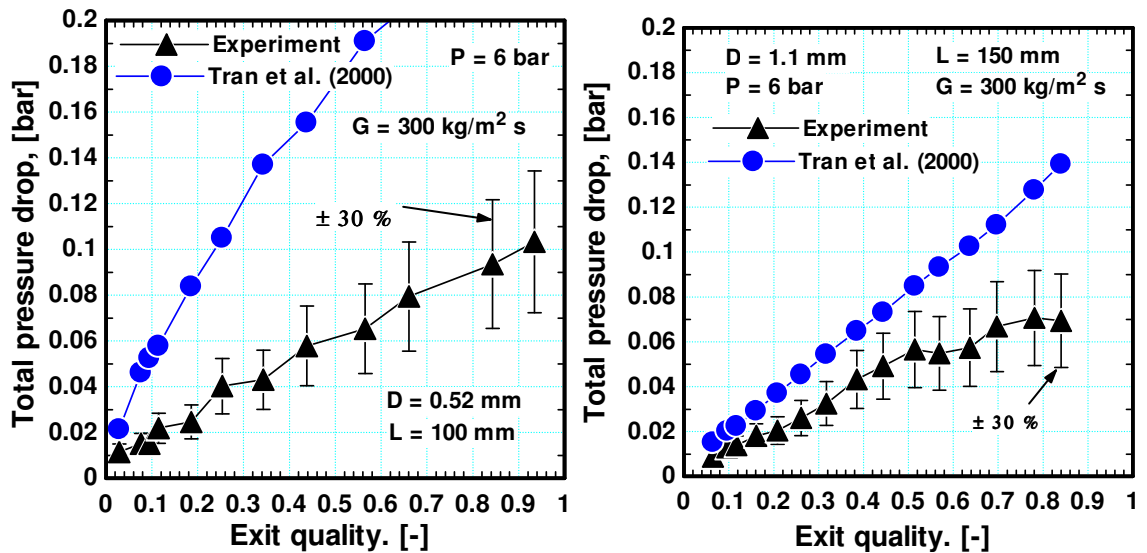 Total pressure drop, [bar]
0.2
0.18
0.16
0.14
0.12
0.1
0.08
0.06
0.04
0.02
0
Experiment
Tran et al. (2000)
P = 6 bar
G = 300 kg/m² s
± 30 %
D = 0.52 mm
L = 100 mm
0 0.1 0.2 0.3 0.4 0.5 0.6 0.7 0.8 0.9 1
Exit quality. [-]
Total pressure drop, [bar]
0.2
0.18
0.16
0.14
0.12
0.1
0.08
0.06
0.04
0.02
0
D = 1.1 mm L = 150 mm
P = 6 bar G = 300 kg/m² s
Experiment
Tran et al. (2000)
± 30 %
0 0.1 0.2 0.3 0.4 0.5 0.6 0.7 0.8 0.9 1
Exit quality. [-]